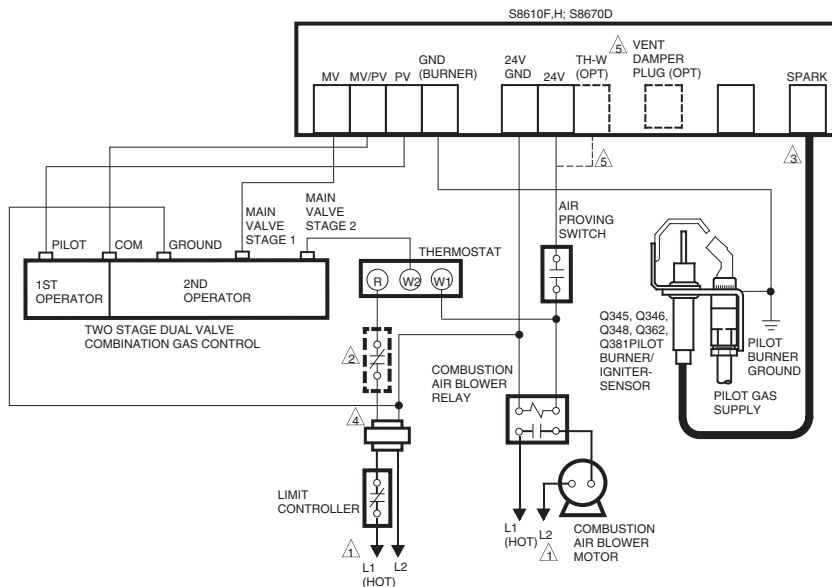 S8610F,H; S8670D
MV
MV/PV
PV
GND
(BURNER)
24V
GND
24V
TH-W
(OPT)
5
VENT
DAMPER
PLUG (OPT)
SPARK
3
5
MAIN
VALVE
STAGE 1
MAIN
VALVE
STAGE 2
AIR
PROVING
SWITCH
PILOT
COM
GROUND
THERMOSTAT
1ST
OPERATOR
2ND
OPERATOR
R
W2
W1
TWO STAGE DUAL VALVE
COMBINATION GAS CONTROL
Q345, Q346,
Q348, Q362,
Q381PILOT
BURNER/
IGNITER-
SENSOR
PILOT
BURNER
GROUND
PILOT GAS
SUPPLY
2
COMBUSTION
AIR BLOWER
RELAY
4
LIMIT
CONTROLLER
1
L1
(HOT)
L2
L1
(HOT)
L2
1
COMBUSTION
AIR BLOWER
MOTOR